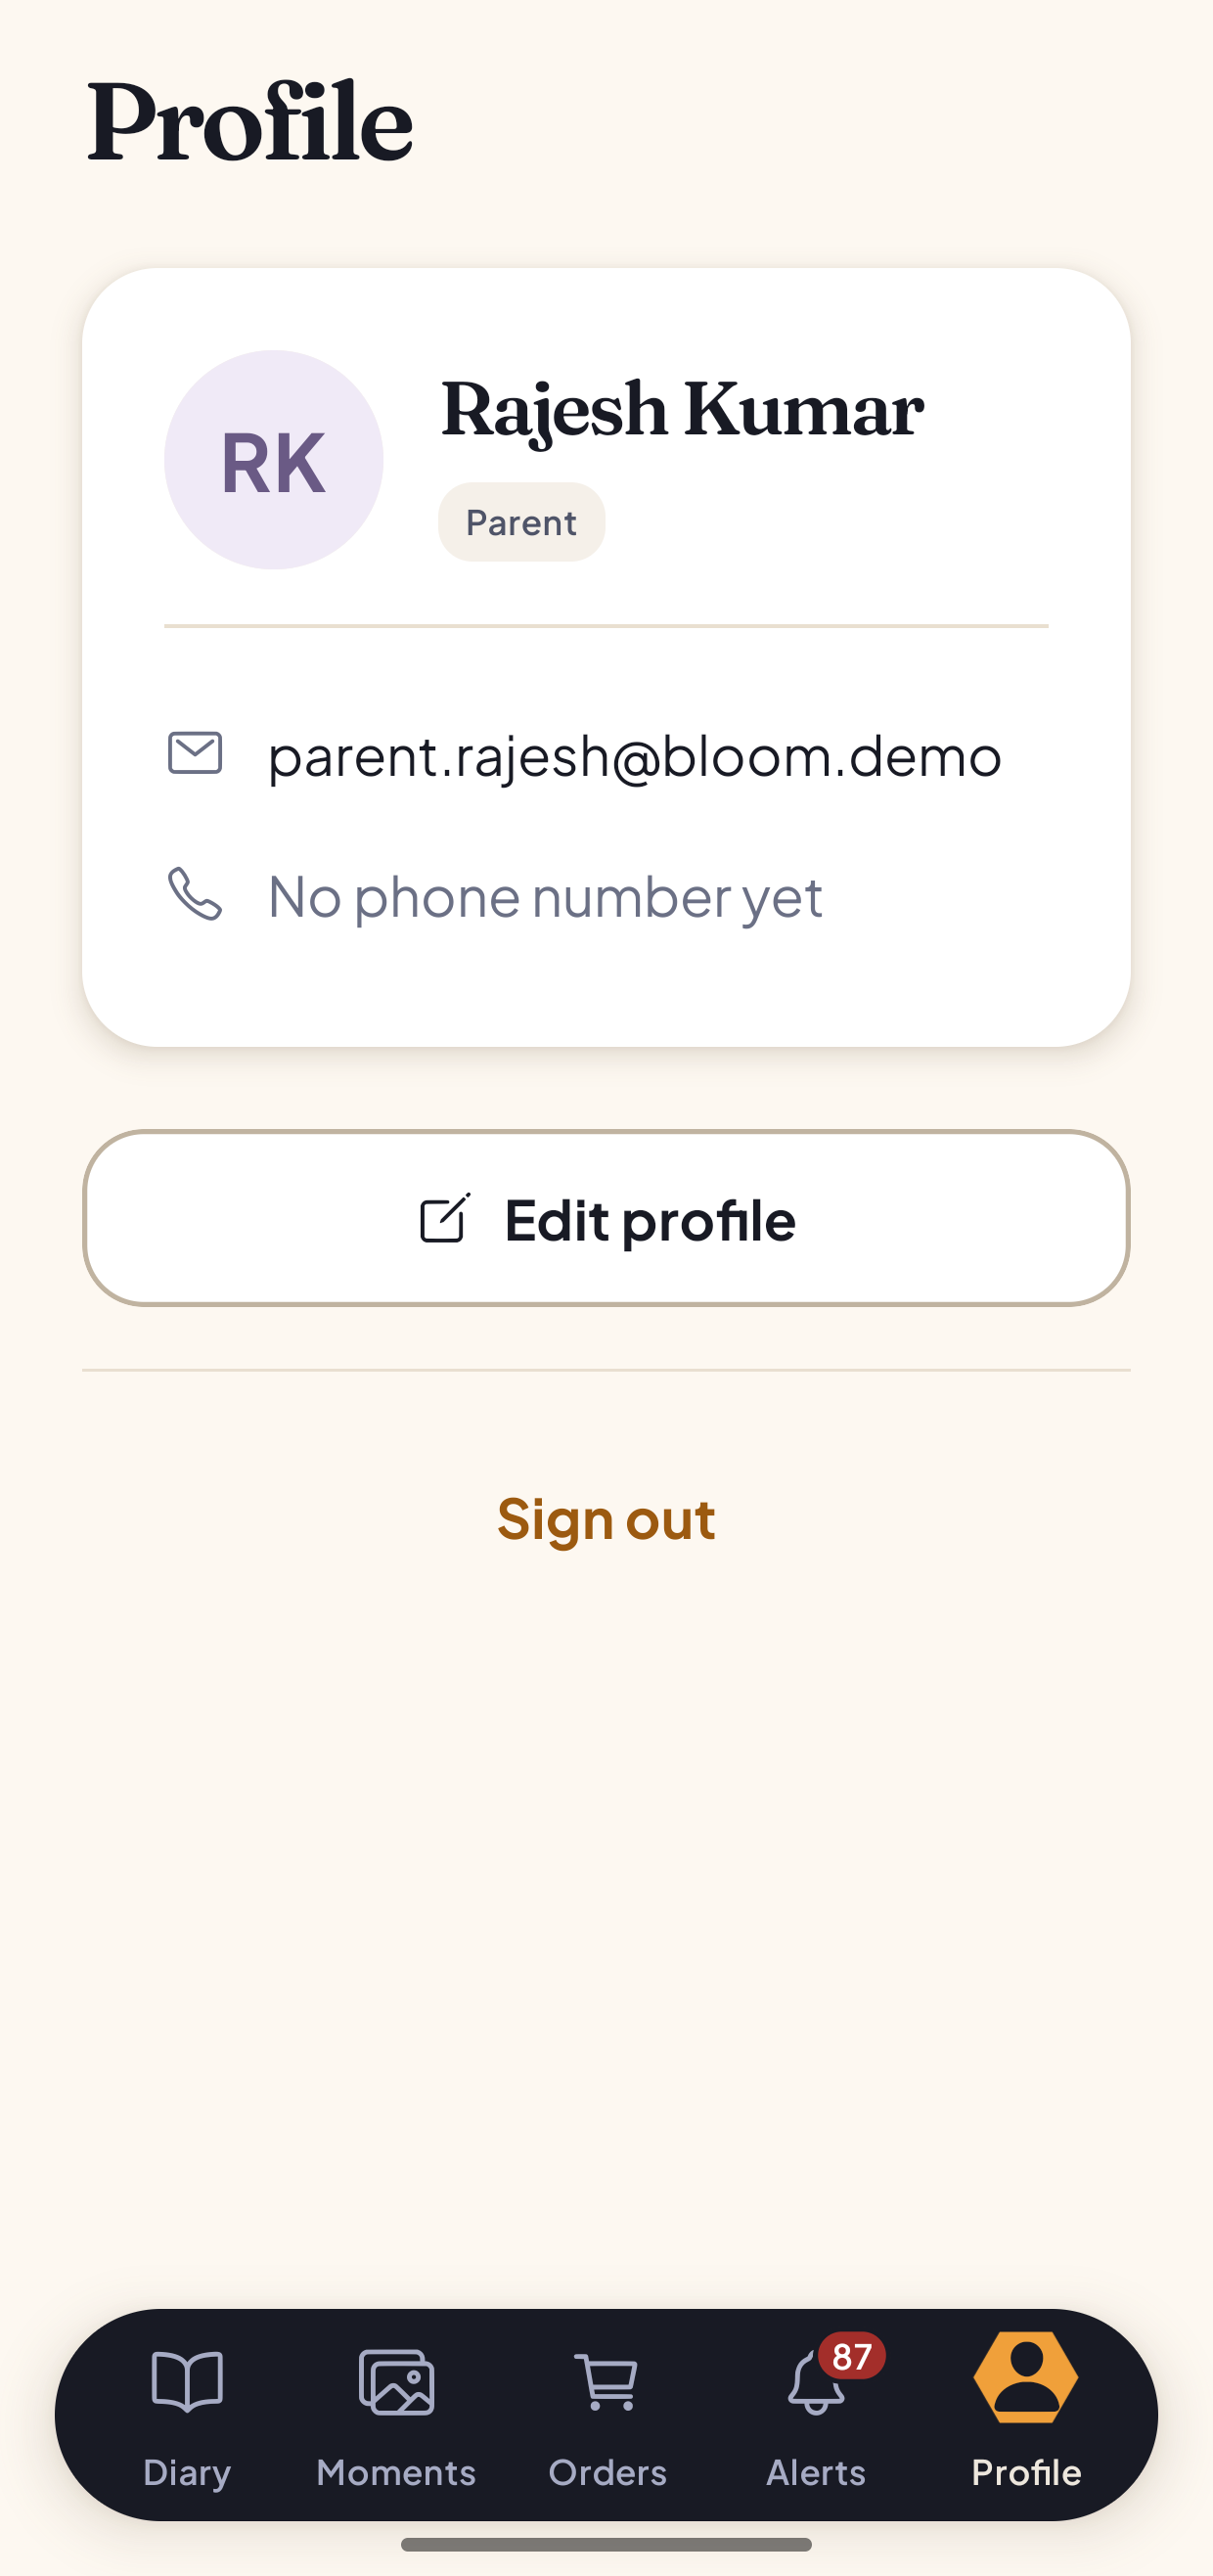 Profile
RK
Rajesh Kumar
Parent
parent.rajesh@bloom.demo
No phone number yet
Edit profile
Sign out
87
Diary
Moments
Orders
Alerts
Profile